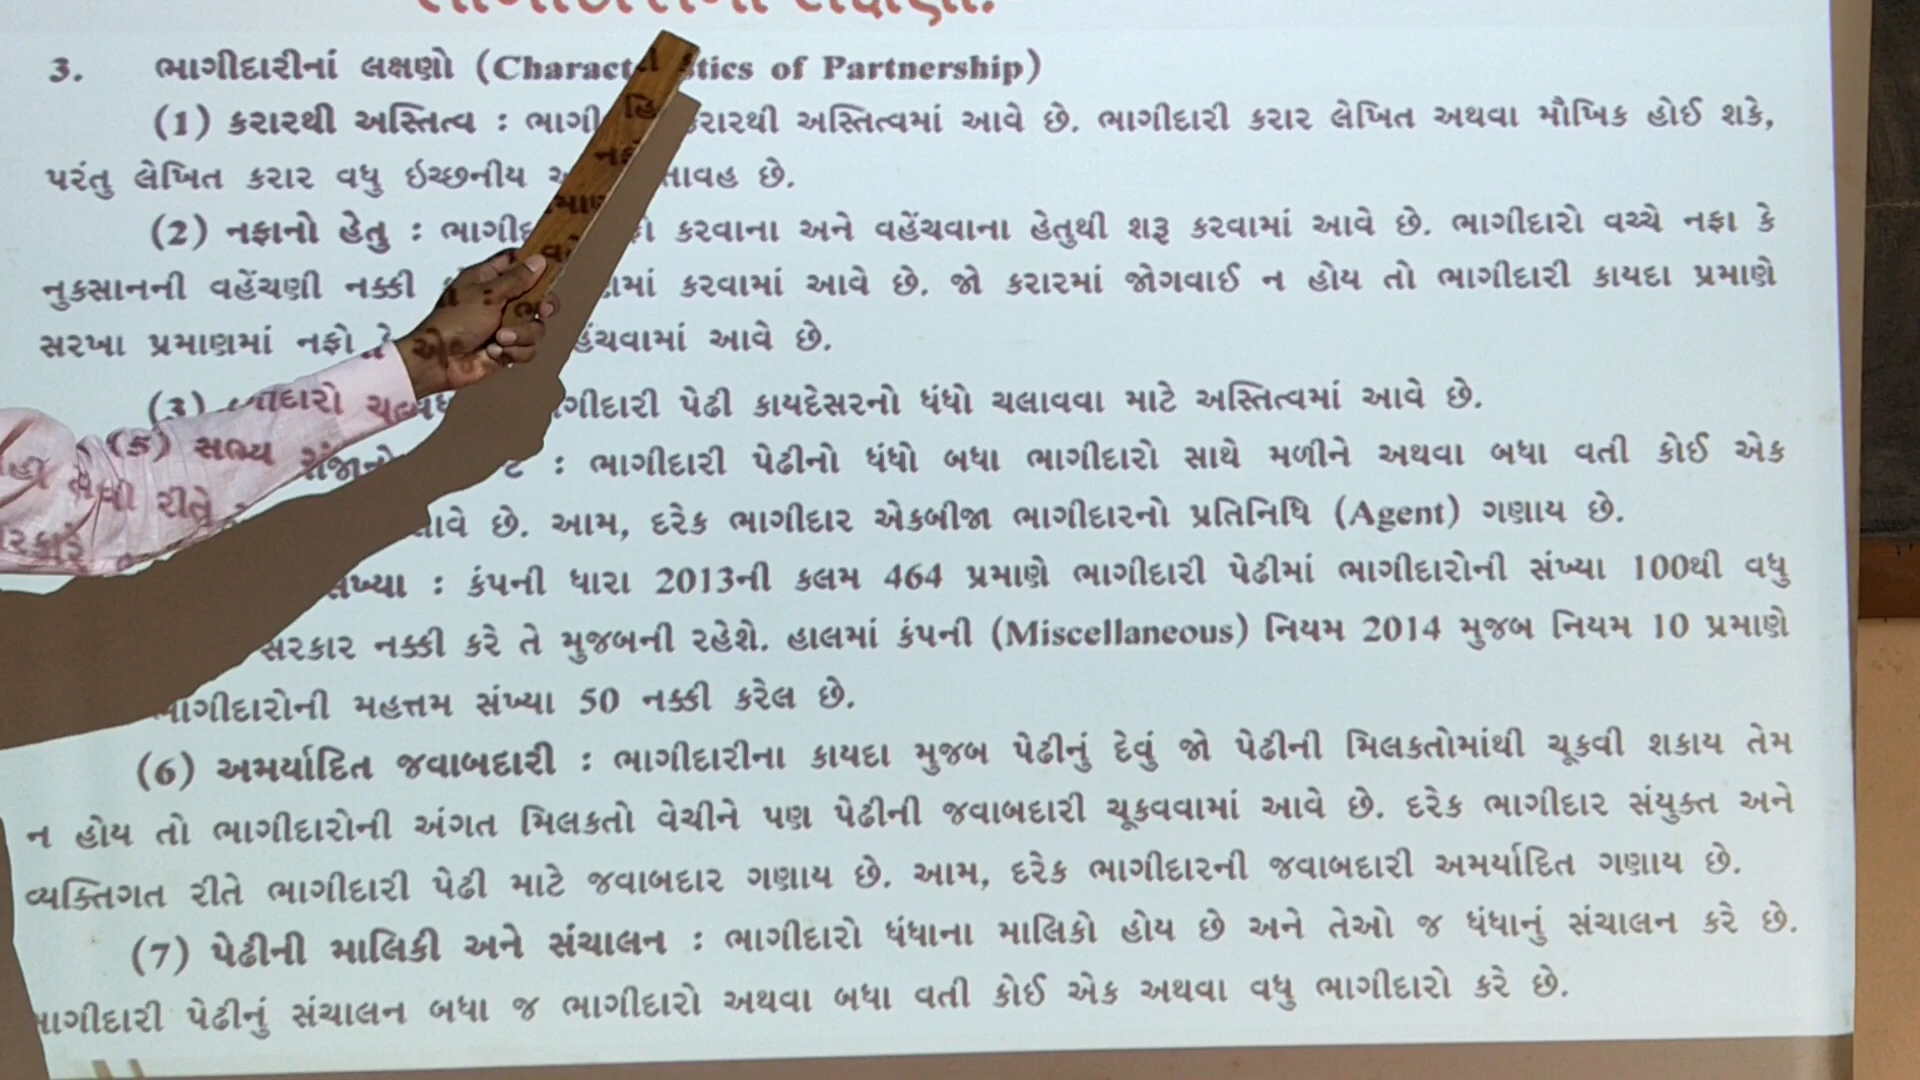 3. ભાગીદારીનાં લક્ષણો (Charact tics of Partnership)
(1) કરારથી અસ્તિત્વ : ભાગી કરારથી અસ્તિત્વમાં આવે છે. ભાગીદારી કરાર લેખિત અથવા મૌખિક હોઈ શકે,
પરંતુ લેખિત કરાર વધુ ઇચ્છનીય છે.
(2) નફાનો હેતુ : કરવાના અને વહેંચવાના હેતુથી શરૂ કરવામાં આવે છે. ભાગીદારો વચ્ચે નફા કે
નુકસાનની વહેંચણી નક્કી કરવામાં આવે છે. જો કરારમાં જોગવાઈ ન હોય તો ભાગીદારી કાયદા પ્રમાણે
સરખા પ્રમાણમાં નફો આવે છે.
(3) ભાગીદારી પેઢી કાયદેસરનો ધંધો ચલાવવા માટે અસ્તિત્વમાં આવે છે.
: ભાગીદારી પેઢીનો ધંધો બધા ભાગીદારો સાથે મળીને અથવા બધા વતી કોઈ એક
છે. આમ, દરેક ભાગીદાર એકબીજા ભાગીદારનો પ્રતિનિધિ (Agent) ગણાય છે.
સંખ્યા : કંપની ધારા 2013ની કલમ 464 પ્રમાણે ભાગીદારી પેઢીમાં ભાગીદારોની સંખ્યા 100થી વધુ
સરકાર નક્કી કરે તે મુજબની રહેશે. હાલમાં કંપની (Miscellaneous) નિયમ 2014 મુજબ નિયમ 10 પ્રમાણે
ભાગીદારોની મહત્તમ સંખ્યા 50 નક્કી કરેલ છે.
(6) અમર્યાદિત જવાબદારી : ભાગીદારીના કાયદા મુજબ પેઢીનું દેવું જો પેઢીની મિલકતોમાંથી ચૂકવી શકાય તેમ
ન હોય તો ભાગીદારોની અંગત મિલકતો વેચીને પણ પેઢીની જવાબદારી ચૂકવવામાં આવે છે. દરેક ભાગીદાર સંયુક્ત અને
વ્યક્તિગત રીતે ભાગીદારી પેઢી માટે જવાબદાર ગણાય છે. આમ, દરેક ભાગીદારની જવાબદારી અમર્યાદિત ગણાય છે.
(7) પેઢીની માલિકી અને સંચાલન : ભાગીદારો ધંધાના માલિકો હોય છે અને તેઓ જ ધંધાનું સંચાલન કરે છે.
ભાગીદારી પેઢીનું સંચાલન બધા જ ભાગીદારો અથવા બધા વતી કોઈ એક અથવા વધુ ભાગીદારો કરે છે.